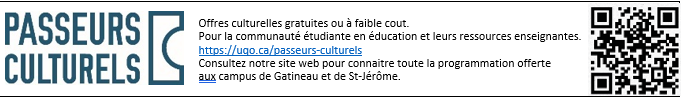 PASSEURS
CULTURELS
Offres culturelles gratuites ou à faible cout.
Pour la communauté étudiante en éducation et leurs ressources enseignantes.
https://uqo.ca/passeurs-culturels
Consultez notre site web pour connaitre toute la programmation offerte
aux campus de Gatineau et de St-Jérôme.